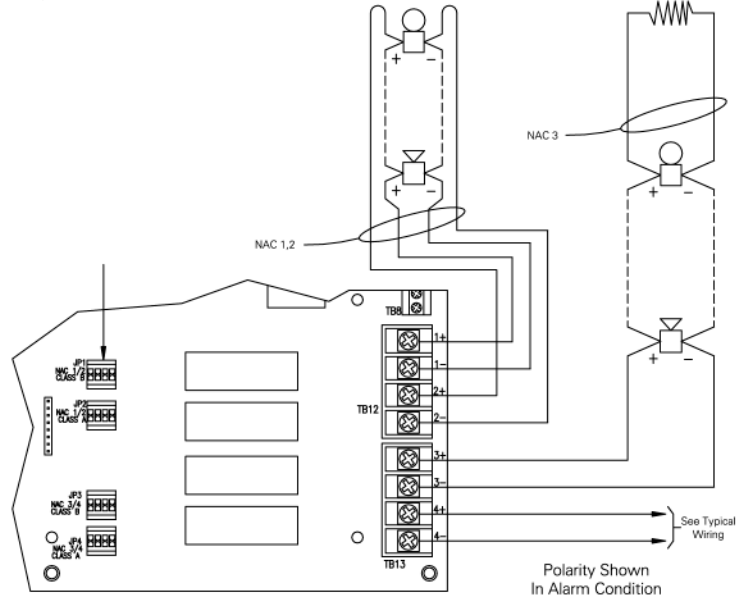 + −
NAC 3
+ −
+ −
NAC 1,2
TB8
JP1
NAC 1/2
CLASS B
JP2
NAC 1/2
CLASS A
JP3
NAC 3/4
CLASS B
JP4
NAC 3/4
CLASS A
1+
1-
2+
TB12
2-
+ −
3+
3-
4+
4-
TB13
See Typical
Wiring
Polarity Shown
In Alarm Condition